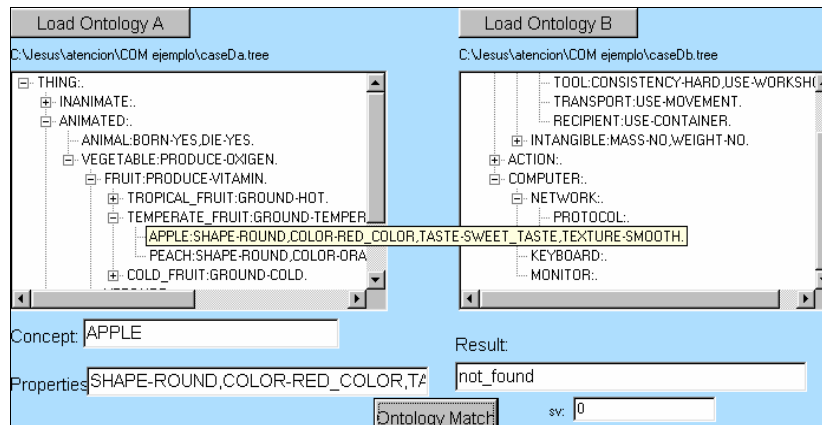 Load Ontology A
Load Ontology B
C:\Jesus\atencion\COM ejemplo\caseDa.tree
C:\Jesus\atencion\COM ejemplo\caseDb.tree
THING:.
INANIMATE:.
ANIMATED:.
ANIMAL:BORN-YES,DIE-YES.
VEGETABLE:PRODUCE-OXIGEN.
FRUIT:PRODUCE-VITAMIN.
TROPICAL_FRUIT:GROUND-HOT.
TEMPERATE_FRUIT:GROUND-TEMPER
APPLE:SHAPE-ROUND,COLOR-RED_COLOR,TASTE-SWEET_TASTE,TEXTURE-SMOOTH.
PEACH:SHAPE-ROUND,COLOR-ORA
COLD_FRUIT:GROUND-COLD.
TOOL:CONSISTENCY-HARD,USE-WORKSHO
TRANSPORT:USE-MOVEMENT.
RECIPIENT:USE-CONTAINER.
INTANGIBLE:MASS-NO,WEIGHT-NO.
ACTION:.
COMPUTER:.
NETWORK:.
PROTOCOL:.
KEYBOARD:.
MONITOR:.
Concept: APPLE
Properties SHAPE-ROUND,COLOR-RED_COLOR,TA
Result:
not_found
Ontology Match
sv: 0